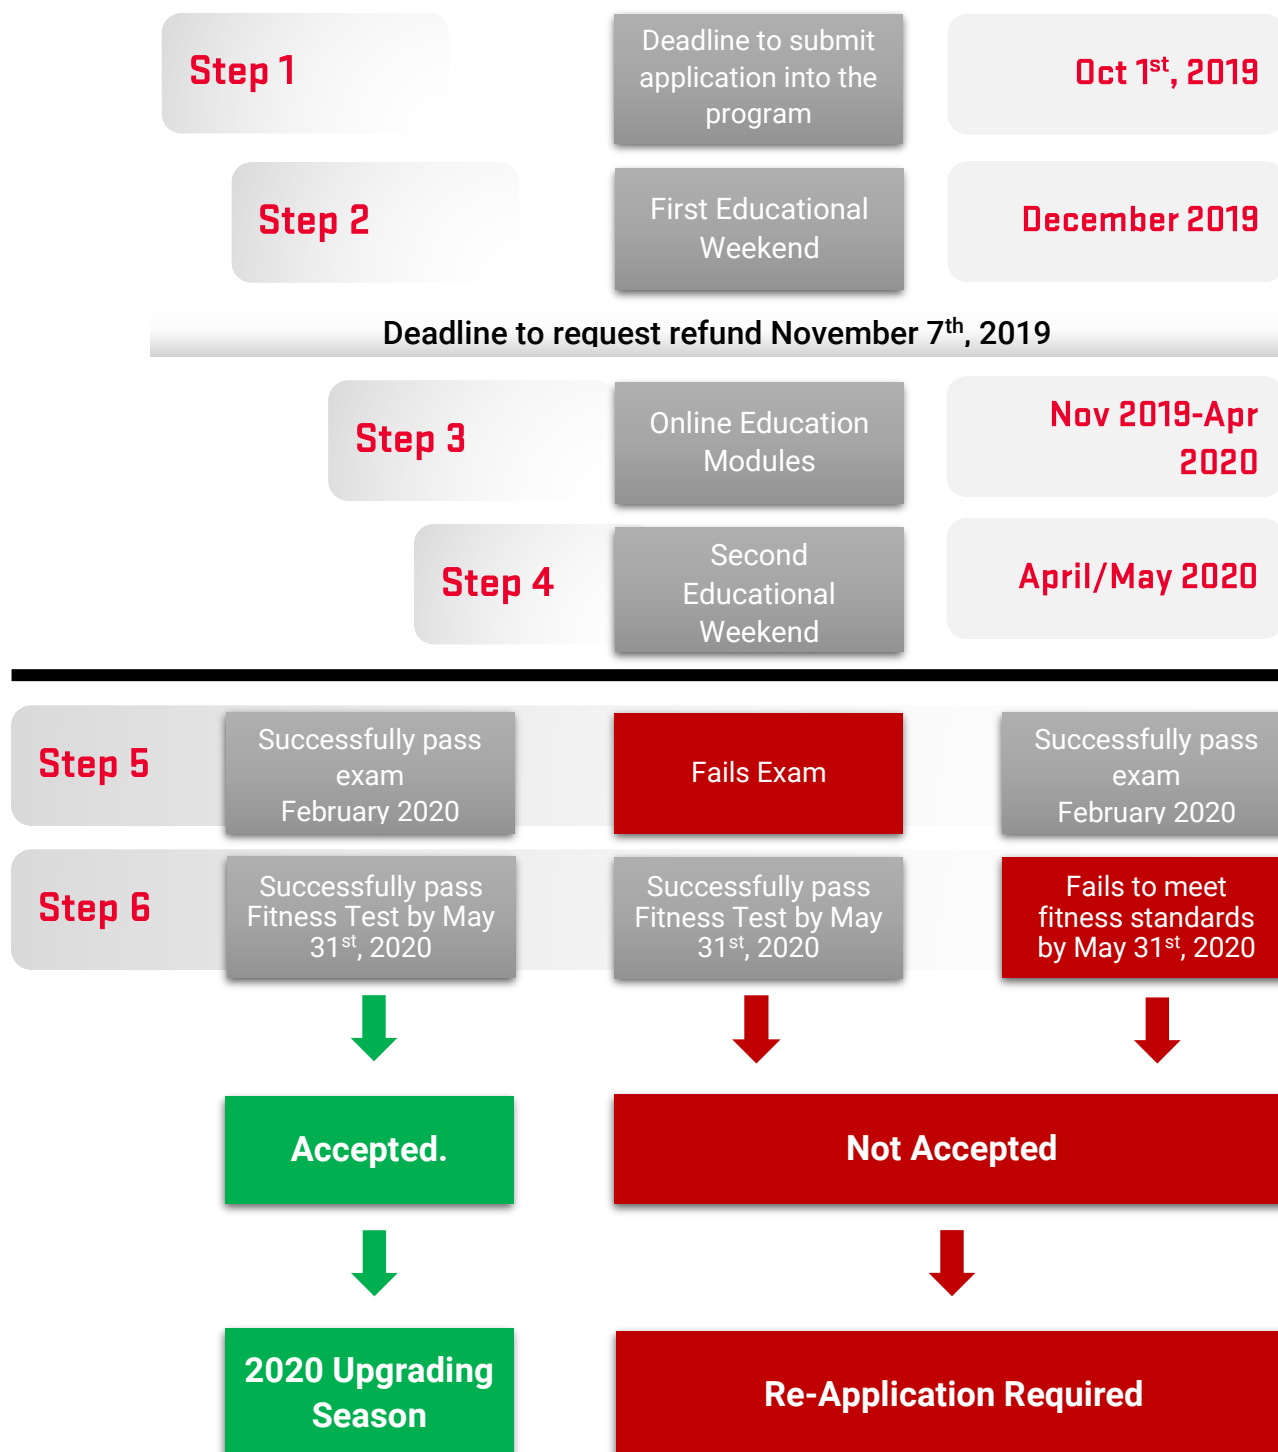 Step 1
Deadline to submit
application into the
program
Oct 1st, 2019
Step 2
First Educational
Weekend
December 2019
Deadline to request refund November 7th, 2019
Step 3
Online Education
Modules
Nov 2019-Apr
2020
Step 4
Second
Educational
Weekend
April/May 2020
Step 5
Successfully pass
exam
February 2020
Fails Exam
Successfully pass
exam
February 2020
Step 6
Successfully pass
Fitness Test by May
31st, 2020
Successfully pass
Fitness Test by May
31st, 2020
Fails to meet
fitness standards
by May 31st, 2020
Accepted.
Not Accepted
2020 Upgrading
Season
Re-Application Required